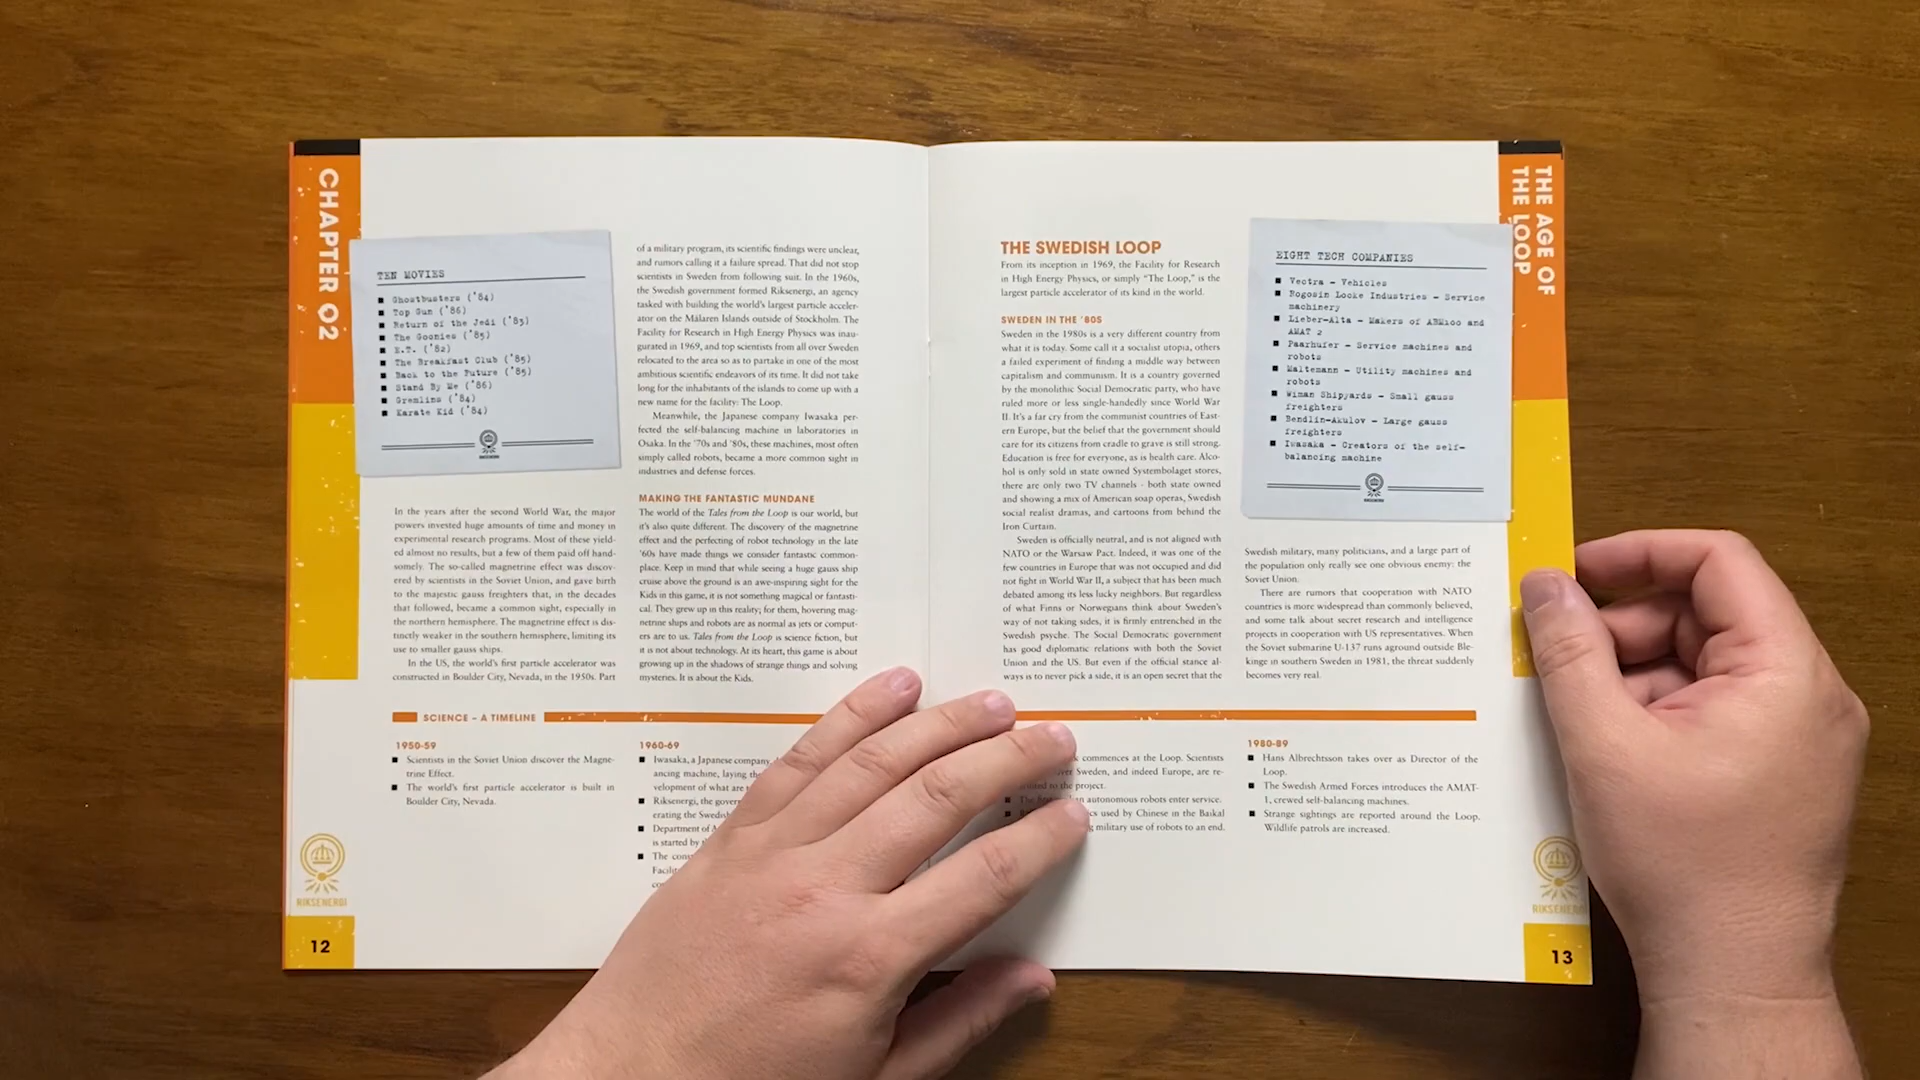 CHAPTER 02
TEN MOVIES
■ Ghostbusters ('84)
■ Top Gun ('86)
■ Return of the Jedi ('83)
■ The Goonies ('85)
■ E.T. ('82)
■ The Breakfast Club ('85)
■ Back to the Future ('85)
■ Stand By Me ('86)
■ Gremlins ('84)
■ Karate Kid ('84)
RIKSENERGI
In the years after the second World War, the major
powers invested huge amounts of time and money in
experimental research programs. Most of these yield-
ed almost no results, but a few of them paid off hand-
somely. The so-called magnetrine effect was discov-
ered by scientists in the Soviet Union, and gave birth
to the majestic gauss freighters that, in the decades
that followed, became a common sight, especially in
the northern hemisphere. The magnetrine effect is dis-
tinctly weaker in the southern hemisphere, limiting its
use to smaller gauss ships.
In the US, the world's first particle accelerator was
constructed in Boulder City, Nevada, in the 1950s. Part
of a military program, its scientific findings were unclear,
and rumors calling it a failure spread. That did not stop
scientists in Sweden from following suit. In the 1960s,
the Swedish government formed Riksenergi, an agency
tasked with building the world's largest particle acceler-
ator on the Mälaren Islands outside of Stockholm. The
Facility for Research in High Energy Physics was inau-
gurated in 1969, and top scientists from all over Sweden
relocated to the area so as to partake in one of the most
ambitious scientific endeavors of its time. It did not take
long for the inhabitants of the islands to come up with a
new name for the facility: The Loop.
Meanwhile, the Japanese company Iwasaka per-
fected the self-balancing machine in laboratories in
Osaka. In the '70s and '80s, these machines, most often
simply called robots, became a more common sight in
industries and defense forces.
MAKING THE FANTASTIC MUNDANE
The world of the Tales from the Loop is our world, but
it's also quite different. The discovery of the magnetrine
effect and the perfecting of robot technology in the late
'60s have made things we consider fantastic common-
place. Keep in mind that while seeing a huge gauss ship
cruise above the ground is an awe-inspiring sight for the
Kids in this game, it is not something magical or fantasti-
cal. They grew up in this reality; for them, hovering mag-
netrine ships and robots are as normal as jets or comput-
ers are to us. Tales from the Loop is science fiction, but
it is not about technology. At its heart, this game is about
growing up in the shadows of strange things and solving
mysteries. It is about the Kids.
SCIENCE – A TIMELINE
1950-59
■ Scientists in the Soviet Union discover the Magne-
trine Effect.
■ The world's first particle accelerator is built in
Boulder City, Nevada.
1960-69
■ Iwasaka, a Japanese company,
ancing machine, laying the
velopment of what are
■ Riksenergi, the gover
erating the Swedish
■ Department of
is started by
■ The cons
Facilit
RIKSENERGI
12
THE AGE OF
THE LOOP
THE SWEDISH LOOP
From its inception in 1969, the Facility for Research
in High Energy Physics, or simply "The Loop," is the
largest particle accelerator of its kind in the world.
SWEDEN IN THE '80S
Sweden in the 1980s is a very different country from
what it is today. Some call it a socialist utopia, others
a failed experiment of finding a middle way between
capitalism and communism. It is a country governed
by the monolithic Social Democratic party, who have
ruled more or less single-handedly since World War
II. It's a far cry from the communist countries of East-
ern Europe, but the belief that the government should
care for its citizens from cradle to grave is still strong.
Education is free for everyone, as is health care. Alco-
hol is only sold in state owned Systembolaget stores,
there are only two TV channels - both state owned
and showing a mix of American soap operas, Swedish
social realist dramas, and cartoons from behind the
Iron Curtain.
Sweden is officially neutral, and is not aligned with
NATO or the Warsaw Pact. Indeed, it was one of the
few countries in Europe that was not occupied and did
not fight in World War II, a subject that has been much
debated among its less lucky neighbors. But regardless
of what Finns or Norwegians think about Sweden's
way of not taking sides, it is firmly entrenched in the
Swedish psyche. The Social Democratic government
has good diplomatic relations with both the Soviet
Union and the US. But even if the official stance al-
ways is to never pick a side, it is an open secret that the
EIGHT TECH COMPANIES
■ Vectra – Vehicles
■ Rogosin Locke Industries – Service
machinery
■ Lieber-Alta – Makers of ABM100 and
AMAT 2
■ Paarhufer – Service machines and
robots
■ Maltemann – Utility machines and
robots
■ Wiman Shipyards – Small gauss
freighters
■ Bendlin-Akulov – Large gauss
freighters
■ Iwasaka – Creators of the self-
balancing machine
RIKSENERGI
Swedish military, many politicians, and a large part of
the population only really see one obvious enemy: the
Soviet Union.
There are rumors that cooperation with NATO
countries is more widespread than commonly believed,
and some talk about secret research and intelligence
projects in cooperation with US representatives. When
the Soviet submarine U-137 runs aground outside Ble-
kinge in southern Sweden in 1981, the threat suddenly
becomes very real.
commences at the Loop. Scientists
over Sweden, and indeed Europe, are re-
to the project.
■ The autonomous robots enter service.
■ used by Chinese in the Baikal
military use of robots to an end.
1980-89
■ Hans Albrechtsson takes over as Director of the
Loop.
■ The Swedish Armed Forces introduces the AMAT-
1, crewed self-balancing machines.
■ Strange sightings are reported around the Loop.
Wildlife patrols are increased.
RIKSENERGI
13